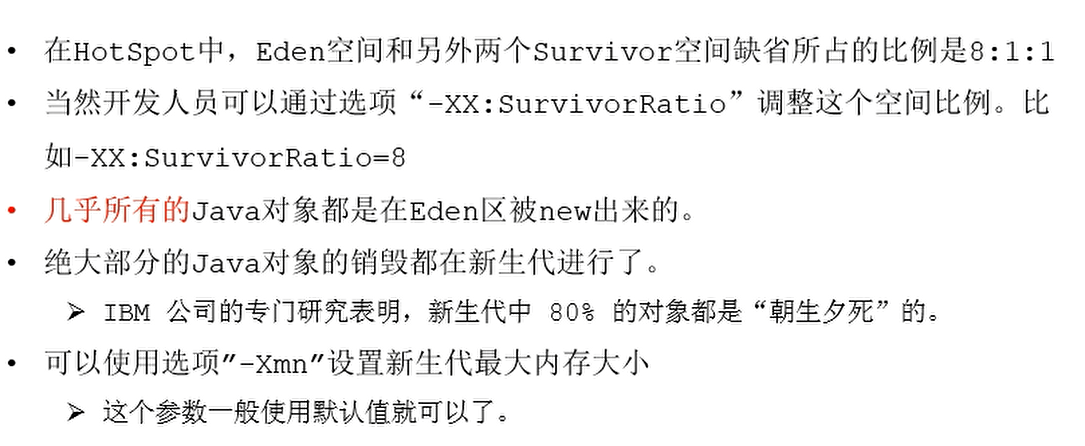 • 在HotSpot中，Eden空间和另外两个Survivor空间缺省所占的比例是8:1:1
• 当然开发人员可以通过选项“-XX:SurvivorRatio”调整这个空间比例。比
如-XX:SurvivorRatio=8
• 几乎所有的Java对象都是在Eden区被new出来的。
• 绝大部分的Java对象的销毁都在新生代进行了。
➢ IBM 公司的专门研究表明，新生代中 80% 的对象都是“朝生夕死”的。
• 可以使用选项”-Xmn”设置新生代最大内存大小
➢ 这个参数一般使用默认值就可以了。